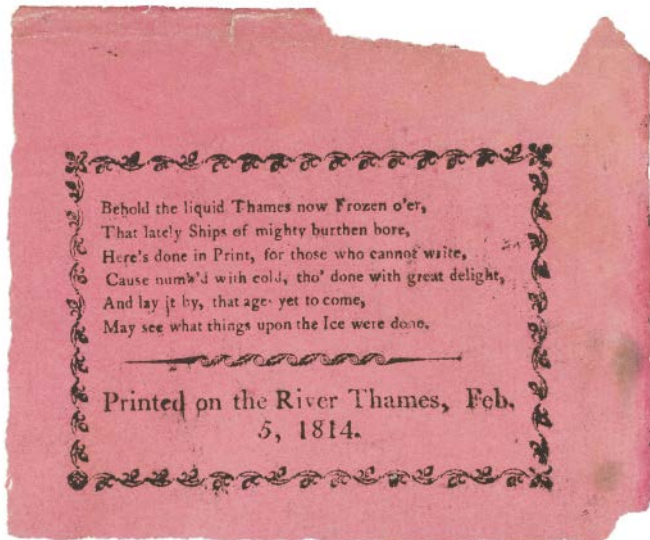 Behold the liquid Thames now Frozen o'er,
That lately Ships of mighty burthen bore,
Here's done in Print, for those who cannot write,
Cause numb'd with cold, tho' done with great delight,
And lay it by, that age- yet to come,
May see what things upon the Ice were done.
Printed on the River Thames, Feb.
5, 1814.